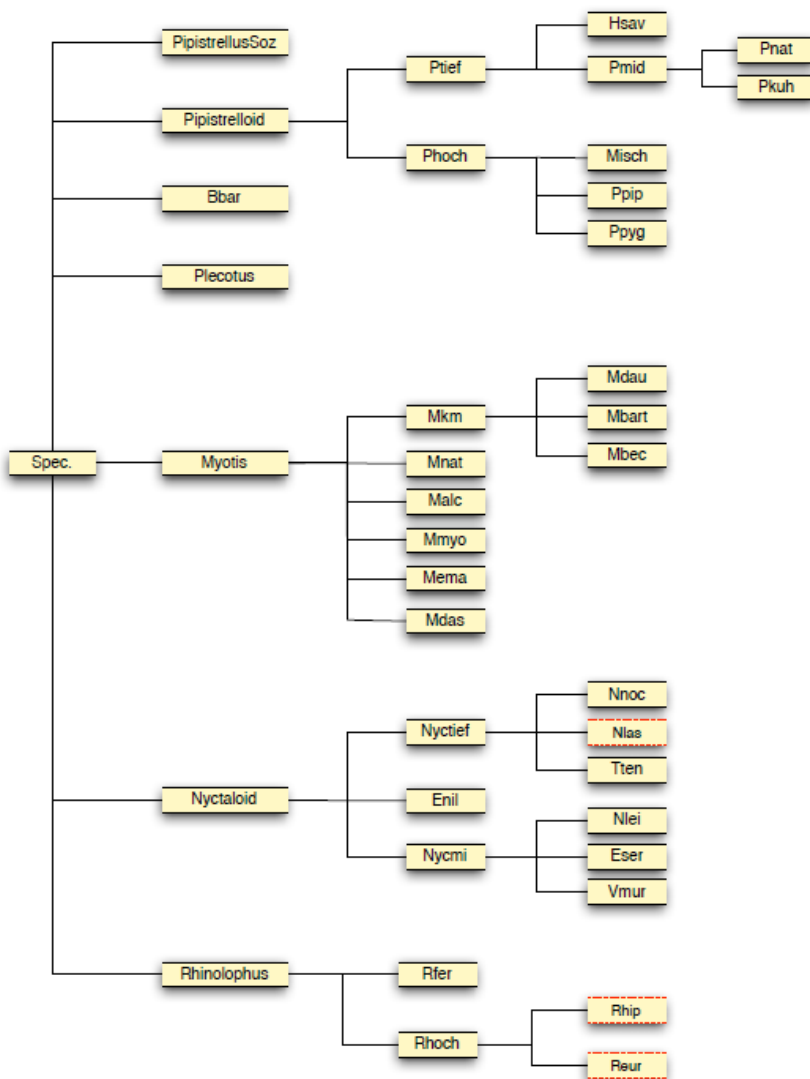 Hsav
PipistrellusSoz
Pnat
Ptief
Pmid
Pkuh
Pipistrelloid
Phoch
Misch
Bbar
Ppip
Ppyg
Plecotus
Mdau
Mkm
Mbart
Spec.
Myotis
Mnat
Mbec
Malc
Mmyo
Mema
Mdas
Nnoc
Nyctief
Nlas
Tten
Nyctaloid
Enil
Nlei
Nycmi
Eser
Vmur
Rhinolophus
Rfer
Rhip
Rhoch
Reur